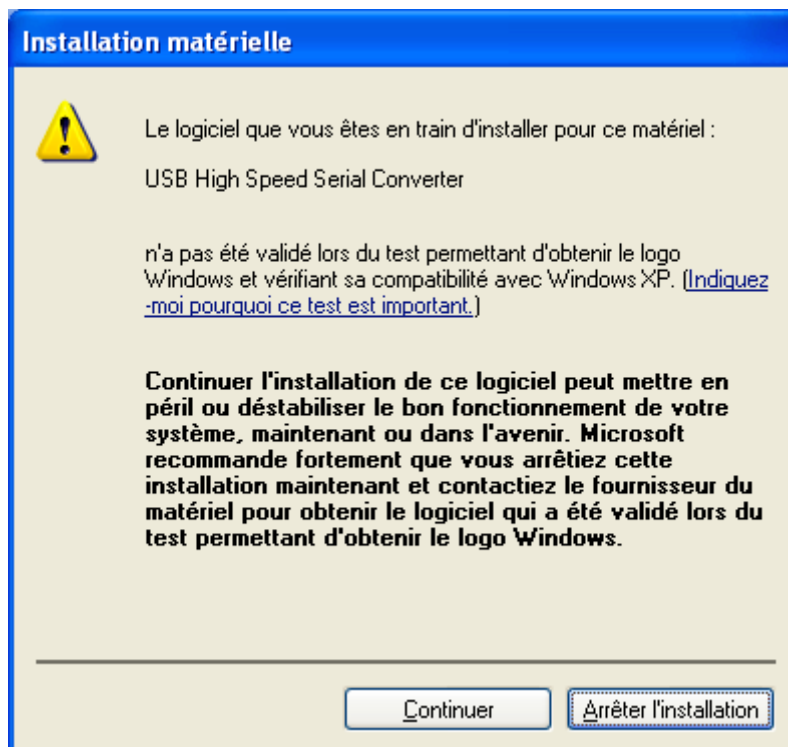 Installation matérielle
Le logiciel que vous êtes en train d'installer pour ce matériel :
USB High Speed Serial Converter
n'a pas été validé lors du test permettant d'obtenir le logo
Windows et vérifiant sa compatibilité avec Windows XP. (Indiquez
-moi pourquoi ce test est important.)
Continuer l'installation de ce logiciel peut mettre en
péril ou déstabiliser le bon fonctionnement de votre
système, maintenant ou dans l'avenir. Microsoft
recommande fortement que vous arrêtiez cette
installation maintenant et contactiez le fournisseur du
matériel pour obtenir le logiciel qui a été validé lors du
test permettant d'obtenir le logo Windows.
Continuer
Arrêter l'installation